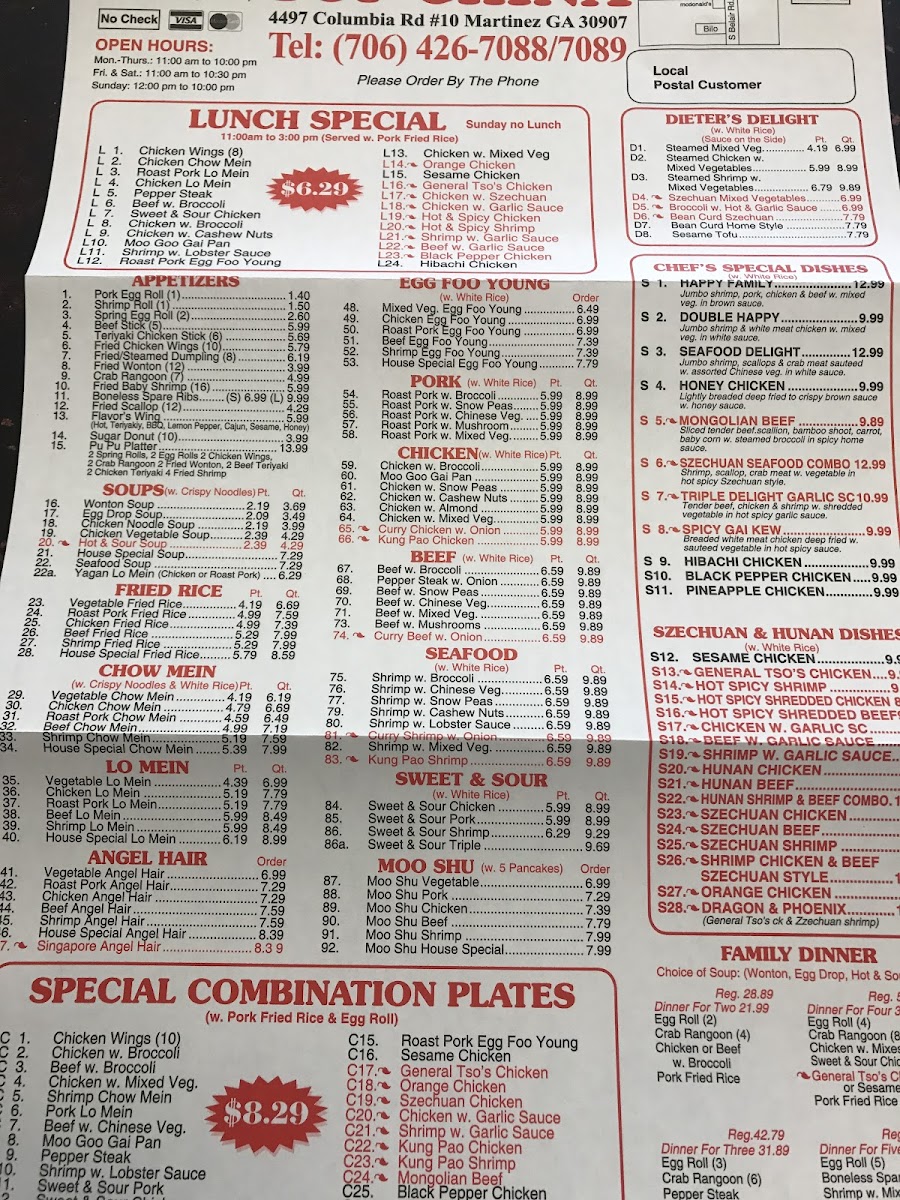 No Check VISA
4497 Columbia Rd #10 Martinez GA 30907
Tel: (706) 426-7088/7089
Please Order By The Phone
OPEN HOURS:
Mon.-Thurs.: 11:00 am to 10:00 pm
Fri. & Sat.: 11:00 am to 10:30 pm
Sunday: 12:00 pm to 10:00 pm
mcdonald's
Bilo
S Belair Rd.
Local
Postal Customer
LUNCH SPECIAL Sunday no Lunch
11:00am to 3:00 pm (Served w. Pork Fried Rice)
L 1. Chicken Wings (8)
L 2. Chicken Chow Mein
L 3. Roast Pork Lo Mein
L 4. Chicken Lo Mein
L 5. Pepper Steak
L 6. Beef w. Broccoli
L 7. Sweet & Sour Chicken
L 8. Chicken w. Broccoli
L 9. Chicken w. Cashew Nuts
L10. Moo Goo Gai Pan
L11. Shrimp w. Lobster Sauce
L12. Roast Pork Egg Foo Young
$6.29
L13. Chicken w. Mixed Veg
L14. Orange Chicken
L15. Sesame Chicken
L16. General Tso's Chicken
L17. Chicken w. Szechuan
L18. Chicken w. Garlic Sauce
L19. Hot & Spicy Chicken
L20. Hot & Spicy Shrimp
L21. Shrimp w. Garlic Sauce
L22. Beef w. Garlic Sauce
L23. Black Pepper Chicken
L24. Hibachi Chicken
DIETER'S DELIGHT
(w. White Rice)
(Sauce on the Side) Pt. Qt.
D1. Steamed Mixed Veg. 4.19 6.99
D2. Steamed Chicken w.
Mixed Vegetables 5.99 8.99
D3. Steamed Shrimp w.
Mixed Vegetables 6.79 9.89
D4. Szechuan Mixed Vegetables 6.99
D5. Broccoli w. Hot & Garlic Sauce 6.99
D6. Bean Curd Szechuan 7.79
D7. Bean Curd Home Style 7.79
D8. Sesame Tofu 7.79
APPETIZERS
1. Pork Egg Roll (1) 1.40
2. Shrimp Roll (1) 1.50
3. Spring Egg Roll (2) 2.60
4. Beef Stick (5) 5.99
5. Teriyaki Chicken Stick (6) 5.69
6. Fried Chicken Wings (10) 5.79
7. Fried/Steamed Dumpling (8) 6.19
8. Fried Wonton (12) 3.99
9. Crab Rangoon (7) 4.99
10. Fried Baby Shrimp (16) 5.99
11. Boneless Spare Ribs (S) 6.99 (L) 9.99
12. Fried Scallop (12) 4.29
13. Flavor's Wing 5.99
(Hot, Teriyakiy, BBQ, Lemon Pepper, Cajun, Sesame, Honey)
14. Sugar Donut (10) 3.99
15. Pu Pu Platter 13.99
2 Spring Rolls, 2 Egg Rolls 2 Chicken Wings,
2 Crab Rangoon 2 Fried Wonton, 2 Beef Teriyaki
2 Chicken Teriyaki 4 Fried Shrimp
SOUPS (w. Crispy Noodles) Pt. Qt.
16. Wonton Soup 2.19 3.69
17. Egg Drop Soup 2.09 3.49
18. Chicken Noodle Soup 2.19 3.99
19. Chicken Vegetable Soup 2.39 4.29
20. Hot & Sour Soup 2.39 4.29
21. House Special Soup 7.29
22. Seafood Soup 7.29
22a. Yagan Lo Mein (Chicken or Roast Pork) 6.29
FRIED RICE Pt. Qt.
23. Vegetable Fried Rice 4.19 6.69
24. Roast Pork Fried Rice 4.99 7.59
25. Chicken Fried Rice 4.99 7.39
26. Beef Fried Rice 5.29 7.99
27. Shrimp Fried Rice 5.29 7.99
28. House Special Fried Rice 5.79 8.59
CHOW MEIN
(w. Crispy Noodles & White Rice) Pt. Qt.
29. Vegetable Chow Mein 4.19 6.19
30. Chicken Chow Mein 4.79 6.69
31. Roast Pork Chow Mein 4.59 6.49
32. Beef Chow Mein 4.99 7.19
33. Shrimp Chow Mein 5.19 7.59
34. House Special Chow Mein 5.39 7.99
LO MEIN Pt. Qt.
35. Vegetable Lo Mein 4.39 6.99
36. Chicken Lo Mein 5.19 7.79
37. Roast Pork Lo Mein 5.19 7.79
38. Beef Lo Mein 5.99 8.49
39. Shrimp Lo Mein 5.99 8.49
40. House Special Lo Mein 6.19 8.99
ANGEL HAIR Order
41. Vegetable Angel Hair 6.99
42. Roast Pork Angel Hair 7.29
43. Chicken Angel Hair 7.29
44. Beef Angel Hair 7.59
45. Shrimp Angel Hair 7.59
46. House Special Angel Hair 8.39
7. Singapore Angel Hair 8.3 9
EGG FOO YOUNG
(w. White Rice) Order
48. Mixed Veg. Egg Foo Young 6.49
49. Chicken Egg Foo Young 6.99
50. Roast Pork Egg Foo Young 6.99
51. Beef Egg Foo Young 7.39
52. Shrimp Egg Foo Young 7.39
53. House Special Egg Foo Young 7.79
PORK (w. White Rice) Pt. Qt.
54. Roast Pork w. Broccoli 5.99 8.99
55. Roast Pork w. Snow Peas 5.99 8.99
56. Roast Pork w. Chinese Veg. 5.99 8.99
57. Roast Pork w. Mushroom 5.99 8.99
58. Roast Pork w. Mixed Veg. 5.99 8.99
CHICKEN (w. White Rice) Pt. Qt.
59. Chicken w. Broccoli 5.99 8.99
60. Moo Goo Gai Pan 5.99 8.99
61. Chicken w. Snow Peas 5.99 8.99
62. Chicken w. Cashew Nuts 5.99 8.99
63. Chicken w. Almond 5.99 8.99
64. Chicken w. Mixed Veg. 5.99 8.99
65. Curry Chicken w. Onion 5.99 8.99
66. Kung Pao Chicken 5.99 8.99
BEEF (w. White Rice) Pt. Qt.
67. Beef w. Broccoli 6.59 9.89
68. Pepper Steak w. Onion 6.59 9.89
69. Beef w. Snow Peas 6.59 9.89
70. Beef w. Chinese Veg. 6.59 9.89
71. Beef w. Mixed Veg. 6.59 9.89
73. Beef w. Mushrooms 6.59 9.89
74. Curry Beef w. Onion 6.59 9.89
SEAFOOD
(w. White Rice) Pt. Qt.
75. Shrimp w. Broccoli 6.59 9.89
76. Shrimp w. Chinese Veg. 6.59 9.89
77. Shrimp w. Snow Peas 6.59 9.89
79. Shrimp w. Cashew Nuts 6.59 9.89
80. Shrimp w. Lobster Sauce 6.59 9.89
81. Curry Shrimp w. Onion 6.59 9.89
82. Shrimp w. Mixed Veg. 6.59 9.89
83. Kung Pao Shrimp 6.59 9.89
SWEET & SOUR
(w. White Rice) Pt. Qt.
84. Sweet & Sour Chicken 5.99 8.99
85. Sweet & Sour Pork 5.99 8.99
86. Sweet & Sour Shrimp 6.29 9.29
86a. Sweet & Sour Triple 9.69
MOO SHU (w. 5 Pancakes) Order
87. Moo Shu Vegetable 6.99
88. Moo Shu Pork 7.29
89. Moo Shu Chicken 7.39
90. Moo Shu Beef 7.79
91. Moo Shu Shrimp 7.99
92. Moo Shu House Special 7.99
CHEF'S SPECIAL DISHES
(w. White Rice)
S 1. HAPPY FAMILY 12.99
Jumbo shrimp, pork, chicken & beef w. mixed
veg. in brown sauce.
S 2. DOUBLE HAPPY 9.99
Jumbo shrimp & white meat chicken w. mixed
veg. in white sauce.
S 3. SEAFOOD DELIGHT 12.99
Jumbo shrimp, scallops & crab meat sauteed
w. assorted Chinese veg. in white sauce.
S 4. HONEY CHICKEN 9.99
Lightly breaded deep fried to crispy brown sauce
w. honey sauce.
S 5. MONGOLIAN BEEF 9.89
Sliced tender beef.scallion, bamboo shoot, carrot,
baby corn w. steamed broccoli in spicy home
sauce.
S 6. SZECHUAN SEAFOOD COMBO 12.99
Shrimp, scallop, crab meat w. vegetable in
hot spicy Szechuan style.
S 7. TRIPLE DELIGHT GARLIC SC 10.99
Tender beef, chicken & shrimp w. shredded
vegetable in hot spicy garlic sauce.
S 8. SPICY GAI KEW 9.99
Breaded white meat chicken deep fried w.
sauteed vegetable in hot spicy sauce.
S 9. HIBACHI CHICKEN 9.99
S10. BLACK PEPPER CHICKEN 9.99
S11. PINEAPPLE CHICKEN 9.99
SZECHUAN & HUNAN DISHES
(w. White Rice)
S12. SESAME CHICKEN 9.9
S13. GENERAL TSO'S CHICKEN 9.
S14. HOT SPICY SHRIMP 9
S15. HOT SPICY SHREDDED CHICKEN 8
S16. HOT SPICY SHREDDED BEEF
S17. CHICKEN W. GARLIC SC
S18. BEEF W. GARLIC SAUCE
S19. SHRIMP W. GARLIC SAUCE
S20. HUNAN CHICKEN
S21. HUNAN BEEF
S22. HUNAN SHRIMP & BEEF COMBO. 1
S23. SZECHUAN CHICKEN
S24. SZECHUAN BEEF
S25. SZECHUAN SHRIMP
S26. SHRIMP CHICKEN & BEEF
SZECHUAN STYLE 1
S27. ORANGE CHICKEN
S28. DRAGON & PHOENIX 1
(General Tso's ck & Zzechuan shrimp)
SPECIAL COMBINATION PLATES
(w. Pork Fried Rice & Egg Roll)
C 1. Chicken Wings (10)
C 2. Chicken w. Broccoli
C 3. Beef w. Broccoli
C 4. Chicken w. Mixed Veg.
C 5. Shrimp Chow Mein
C 6. Pork Lo Mein
C 7. Beef w. Chinese Veg.
8. Moo Goo Gai Pan
9. Pepper Steak
10. Shrimp w. Lobster Sauce
1. Sweet & Sour Pork
$8.29
C15. Roast Pork Egg Foo Young
C16. Sesame Chicken
C17. General Tso's Chicken
C18. Orange Chicken
C19. Szechuan Chicken
C20. Chicken w. Garlic Sauce
C21. Shrimp w. Garlic Sauce
C22. Kung Pao Chicken
C23. Kung Pao Shrimp
C24. Mongolian Beef
C25. Black Pepper Chicken
FAMILY DINNER
Choice of Soup: (Wonton, Egg Drop, Hot & Sou
Reg. 28.89
Dinner For Two 21.99
Egg Roll (2)
Crab Rangoon (4)
Chicken or Beef
w. Broccoli
Pork Fried Rice
Reg. 5
Dinner For Four 3
Egg Roll (4)
Crab Rangoon (8
Chicken w. Mixe
Sweet & Sour Chic
General Tso's C
or Sesame
Pork Fried Rice
Reg.42.79
Dinner For Three 31.89
Egg Roll (3)
Crab Rangoon (6)
Pepper Steak
Reg.
Dinner For Five
Egg Roll (5)
Boneless Spar
Shrimp w. Mix